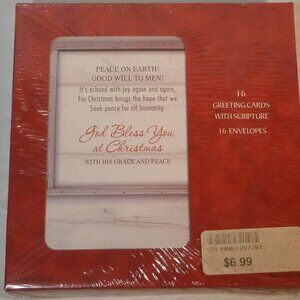 PEACE ON EARTH!
GOOD WILL TO MEN!
It's echoed with joy again and again,
For Christmas brings the hope that we
Seek peace for all humanity.
God Bless You
at Christmas
WITH HIS GRACE AND PEACE
16
GREETING CARDS
WITH SCRIPTURE
16 ENVELOPES
$6.99